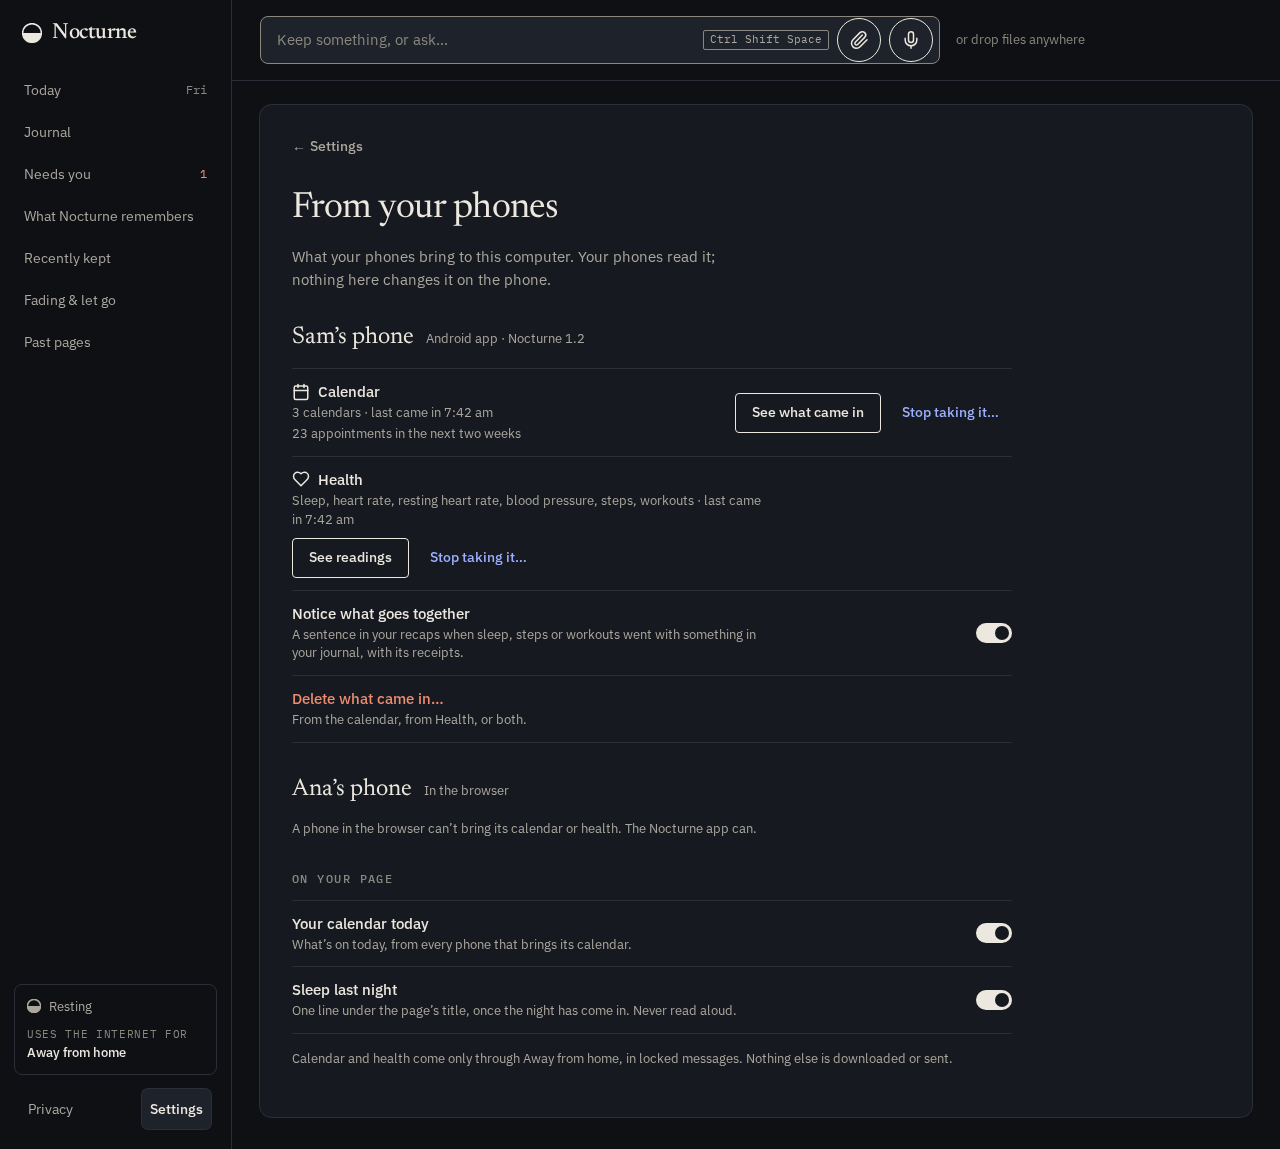 Nocturne
Today
Fri
Journal
Needs you
1
What Nocturne remembers
Recently kept
Fading & let go
Past pages
Resting
USES THE INTERNET FOR
Away from home
Privacy
Settings
Keep something, or ask…
Ctrl Shift Space
or drop files anywhere
← Settings
From your phones
What your phones bring to this computer. Your phones read it;
nothing here changes it on the phone.
Sam’s phone
Android app · Nocturne 1.2
Calendar
3 calendars · last came in 7:42 am
23 appointments in the next two weeks
See what came in
Stop taking it…
Health
Sleep, heart rate, resting heart rate, blood pressure, steps, workouts · last came
in 7:42 am
See readings
Stop taking it…
Notice what goes together
A sentence in your recaps when sleep, steps or workouts went with something in
your journal, with its receipts.
Delete what came in…
From the calendar, from Health, or both.
Ana’s phone
In the browser
A phone in the browser can’t bring its calendar or health. The Nocturne app can.
ON YOUR PAGE
Your calendar today
What’s on today, from every phone that brings its calendar.
Sleep last night
One line under the page’s title, once the night has come in. Never read aloud.
Calendar and health come only through Away from home, in locked messages. Nothing else is downloaded or sent.